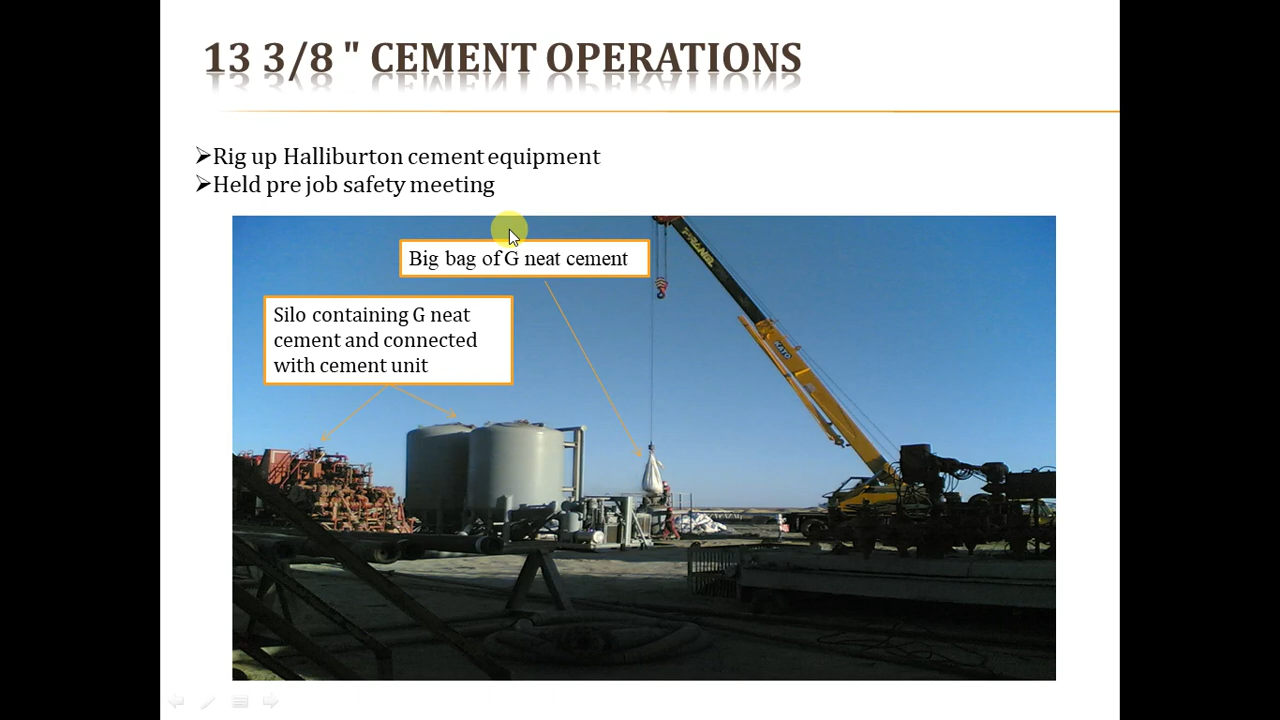 13 3/8 " CEMENT OPERATIONS
➢Rig up Halliburton cement equipment
➢Held pre job safety meeting
Big bag of G neat cement
Silo containing G neat
cement and connected
with cement unit
KATO